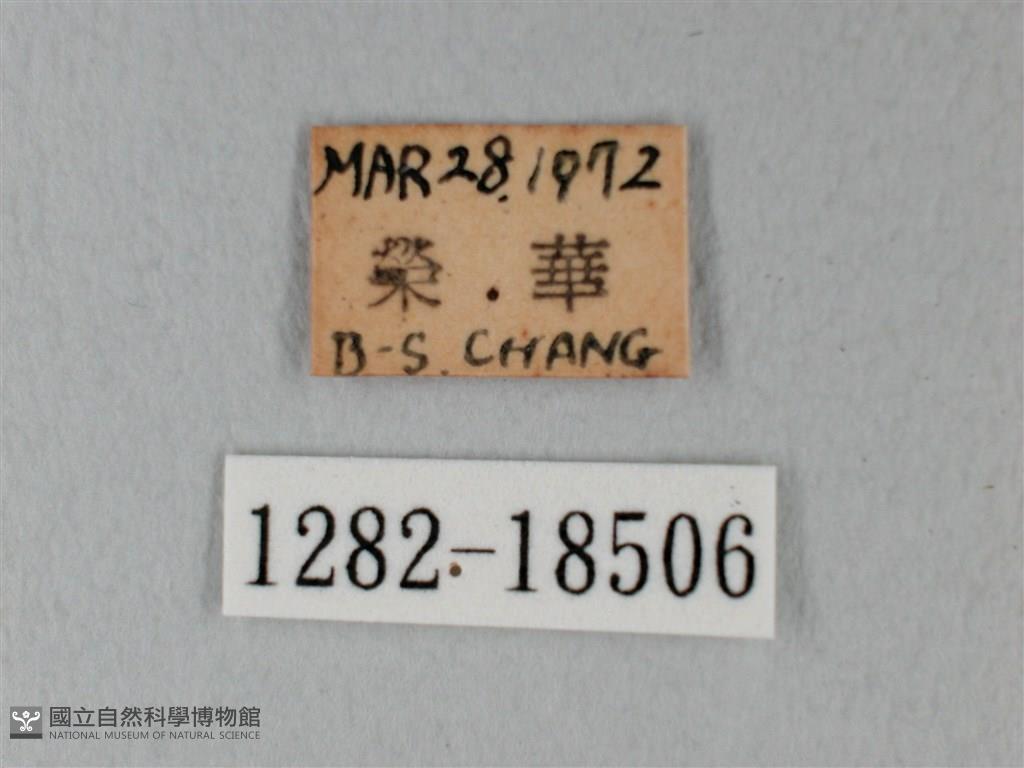 MAR 28, 1972
榮 . 華
B-S. CHANG
1282-18506
國立自然科學博物館
NATIONAL MUSEUM OF NATURAL SCIENCE